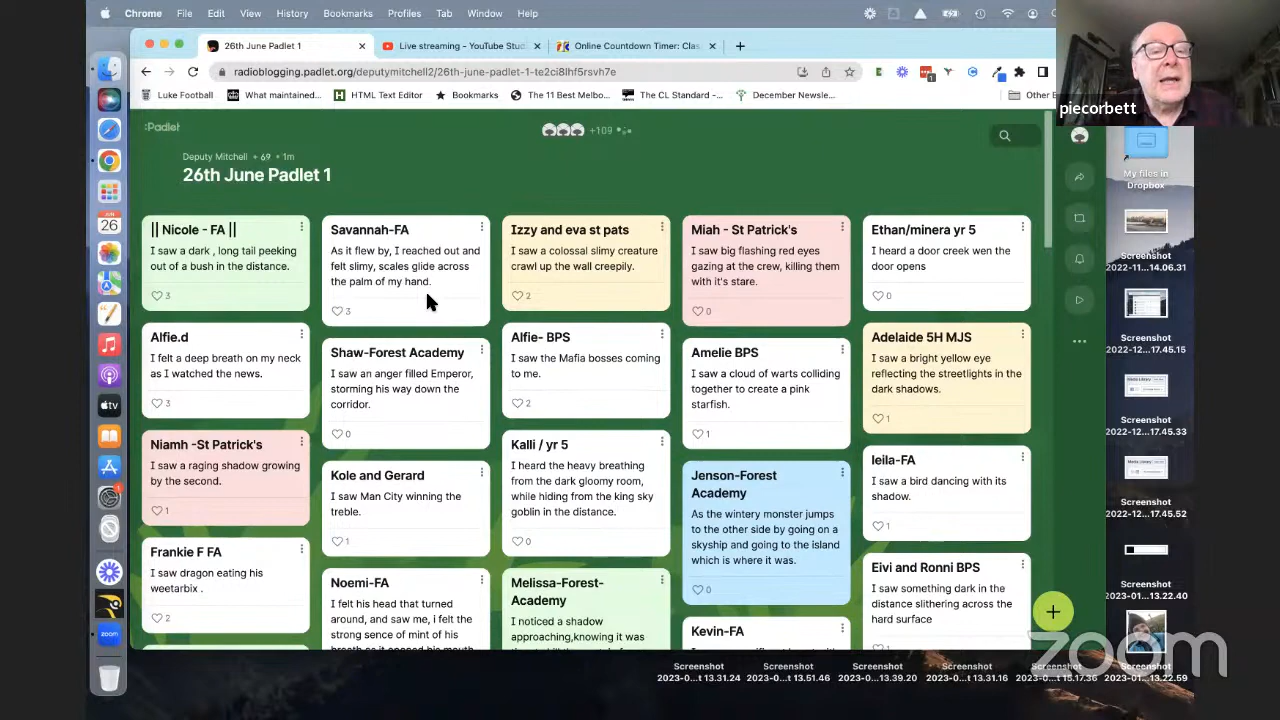 Chrome File Edit View History Bookmarks Profiles Tab Window Help
26th June Padlet 1
Live streaming - YouTube Stud
Online Countdown Timer: Clas
radioblogging.padlet.org/deputymitchell2/26th-june-padlet-1-te2ci8lhf5rsvh7e
Luke Football
What maintained...
HTML Text Editor
Bookmarks
The 11 Best Melbo...
The CL Standard -...
December Newsle...
Other B
piecorbett
:Padlet
+109
Deputy Mitchell + 69 • 1m
26th June Padlet 1
|| Nicole - FA ||
I saw a dark , long tail peeking
out of a bush in the distance.
3
Alfie.d
I felt a deep breath on my neck
as I watched the news.
3
Niamh -St Patrick's
I saw a raging shadow growing
by the second.
1
Frankie F FA
I saw dragon eating his
weetarbix .
2
Savannah-FA
As it flew by, I reached out and
felt slimy, scales glide across
the palm of my hand.
3
Shaw-Forest Academy
I saw an anger filled Emperor,
storming his way down the
corridor.
0
Kole and Gerard
I saw Man City winning the
treble.
1
Noemi-FA
I felt his head that turned
around, and saw me, i felt the
strong sense of mint of his
breath as it opened his mouth
Izzy and eva st pats
I saw a colossal slimy creature
crawl up the wall creepily.
2
Alfie- BPS
I saw the Mafia bosses coming
to me.
2
Kalli / yr 5
I heard the heavy breathing
from the dark gloomy room,
while hiding from the king sky
goblin in the distance.
0
Melissa-Forest-
Academy
I noticed a shadow
approaching,knowing it was
Miah - St Patrick's
I saw big flashing red eyes
gazing at the crew, killing them
with it's stare.
0
Amelie BPS
I saw a cloud of warts colliding
together to create a pink
starfish.
1
Jenson-Forest
Academy
As the wintery monster jumps
to the other side by going on a
skyship and going to the island
which is where it was.
0
Kevin-FA
Ethan/minera yr 5
I heard a door creek wen the
door opens
0
Adelaide 5H MJS
I saw a bright yellow eye
reflecting the streetlights in the
dark shadows.
1
leila-FA
I saw a bird dancing with its
shadow.
1
Eivi and Ronni BPS
I saw something dark in the
distance slithering across the
hard surface
1
My files in
Dropbox
Screenshot
2022-11...14.06.31
Screenshot
2022-12...17.45.15
Screenshot
2022-12...17.45.33
Screenshot
2022-12...17.45.52
Screenshot
2023-01...13.22.40
Screenshot
2023-01...13.22.59
Screenshot
2023-0...t 13.31.24
Screenshot
2023-0...t 13.51.46
Screenshot
2023-0...t 13.39.20
Screenshot
2023-0...t 13.31.16
Screenshot
2023-0...t 15.17.36
JUN
26
tv
zoom
zoom